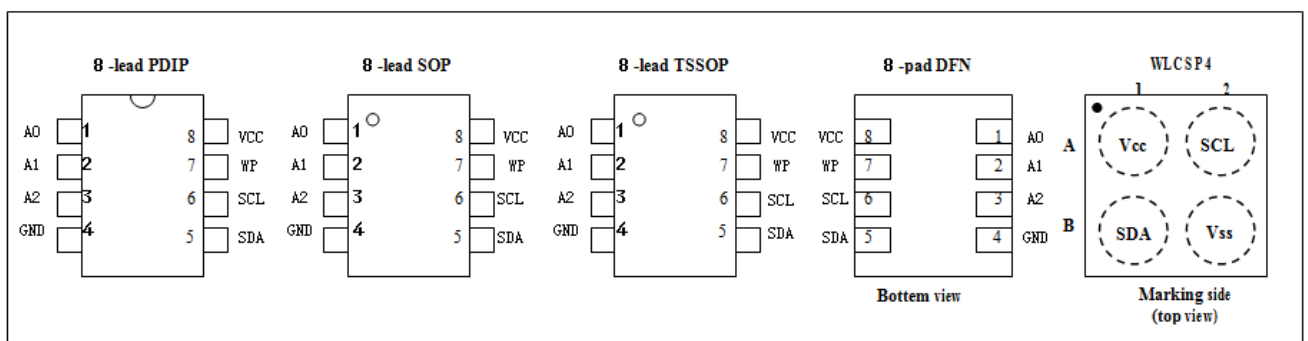 8 -lead PDIP
A0 1 8 VCC
A1 2 7 WP
A2 3 6 SCL
GND 4 5 SDA
8 -lead SOP
A0 1 8 VCC
A1 2 7 WP
A2 3 6 SCL
GND 4 5 SDA
8 -lead TSSOP
A0 1 8 VCC
A1 2 7 WP
A2 3 6 SCL
GND 4 5 SDA
8 -pad DFN
VCC 8 1 A0
WP 7 2 A1
SCL 6 3 A2
SDA 5 4 GND
Bottem view
WLCSP4
1 2
A Vcc SCL
B SDA Vss
Marking side
(top view)